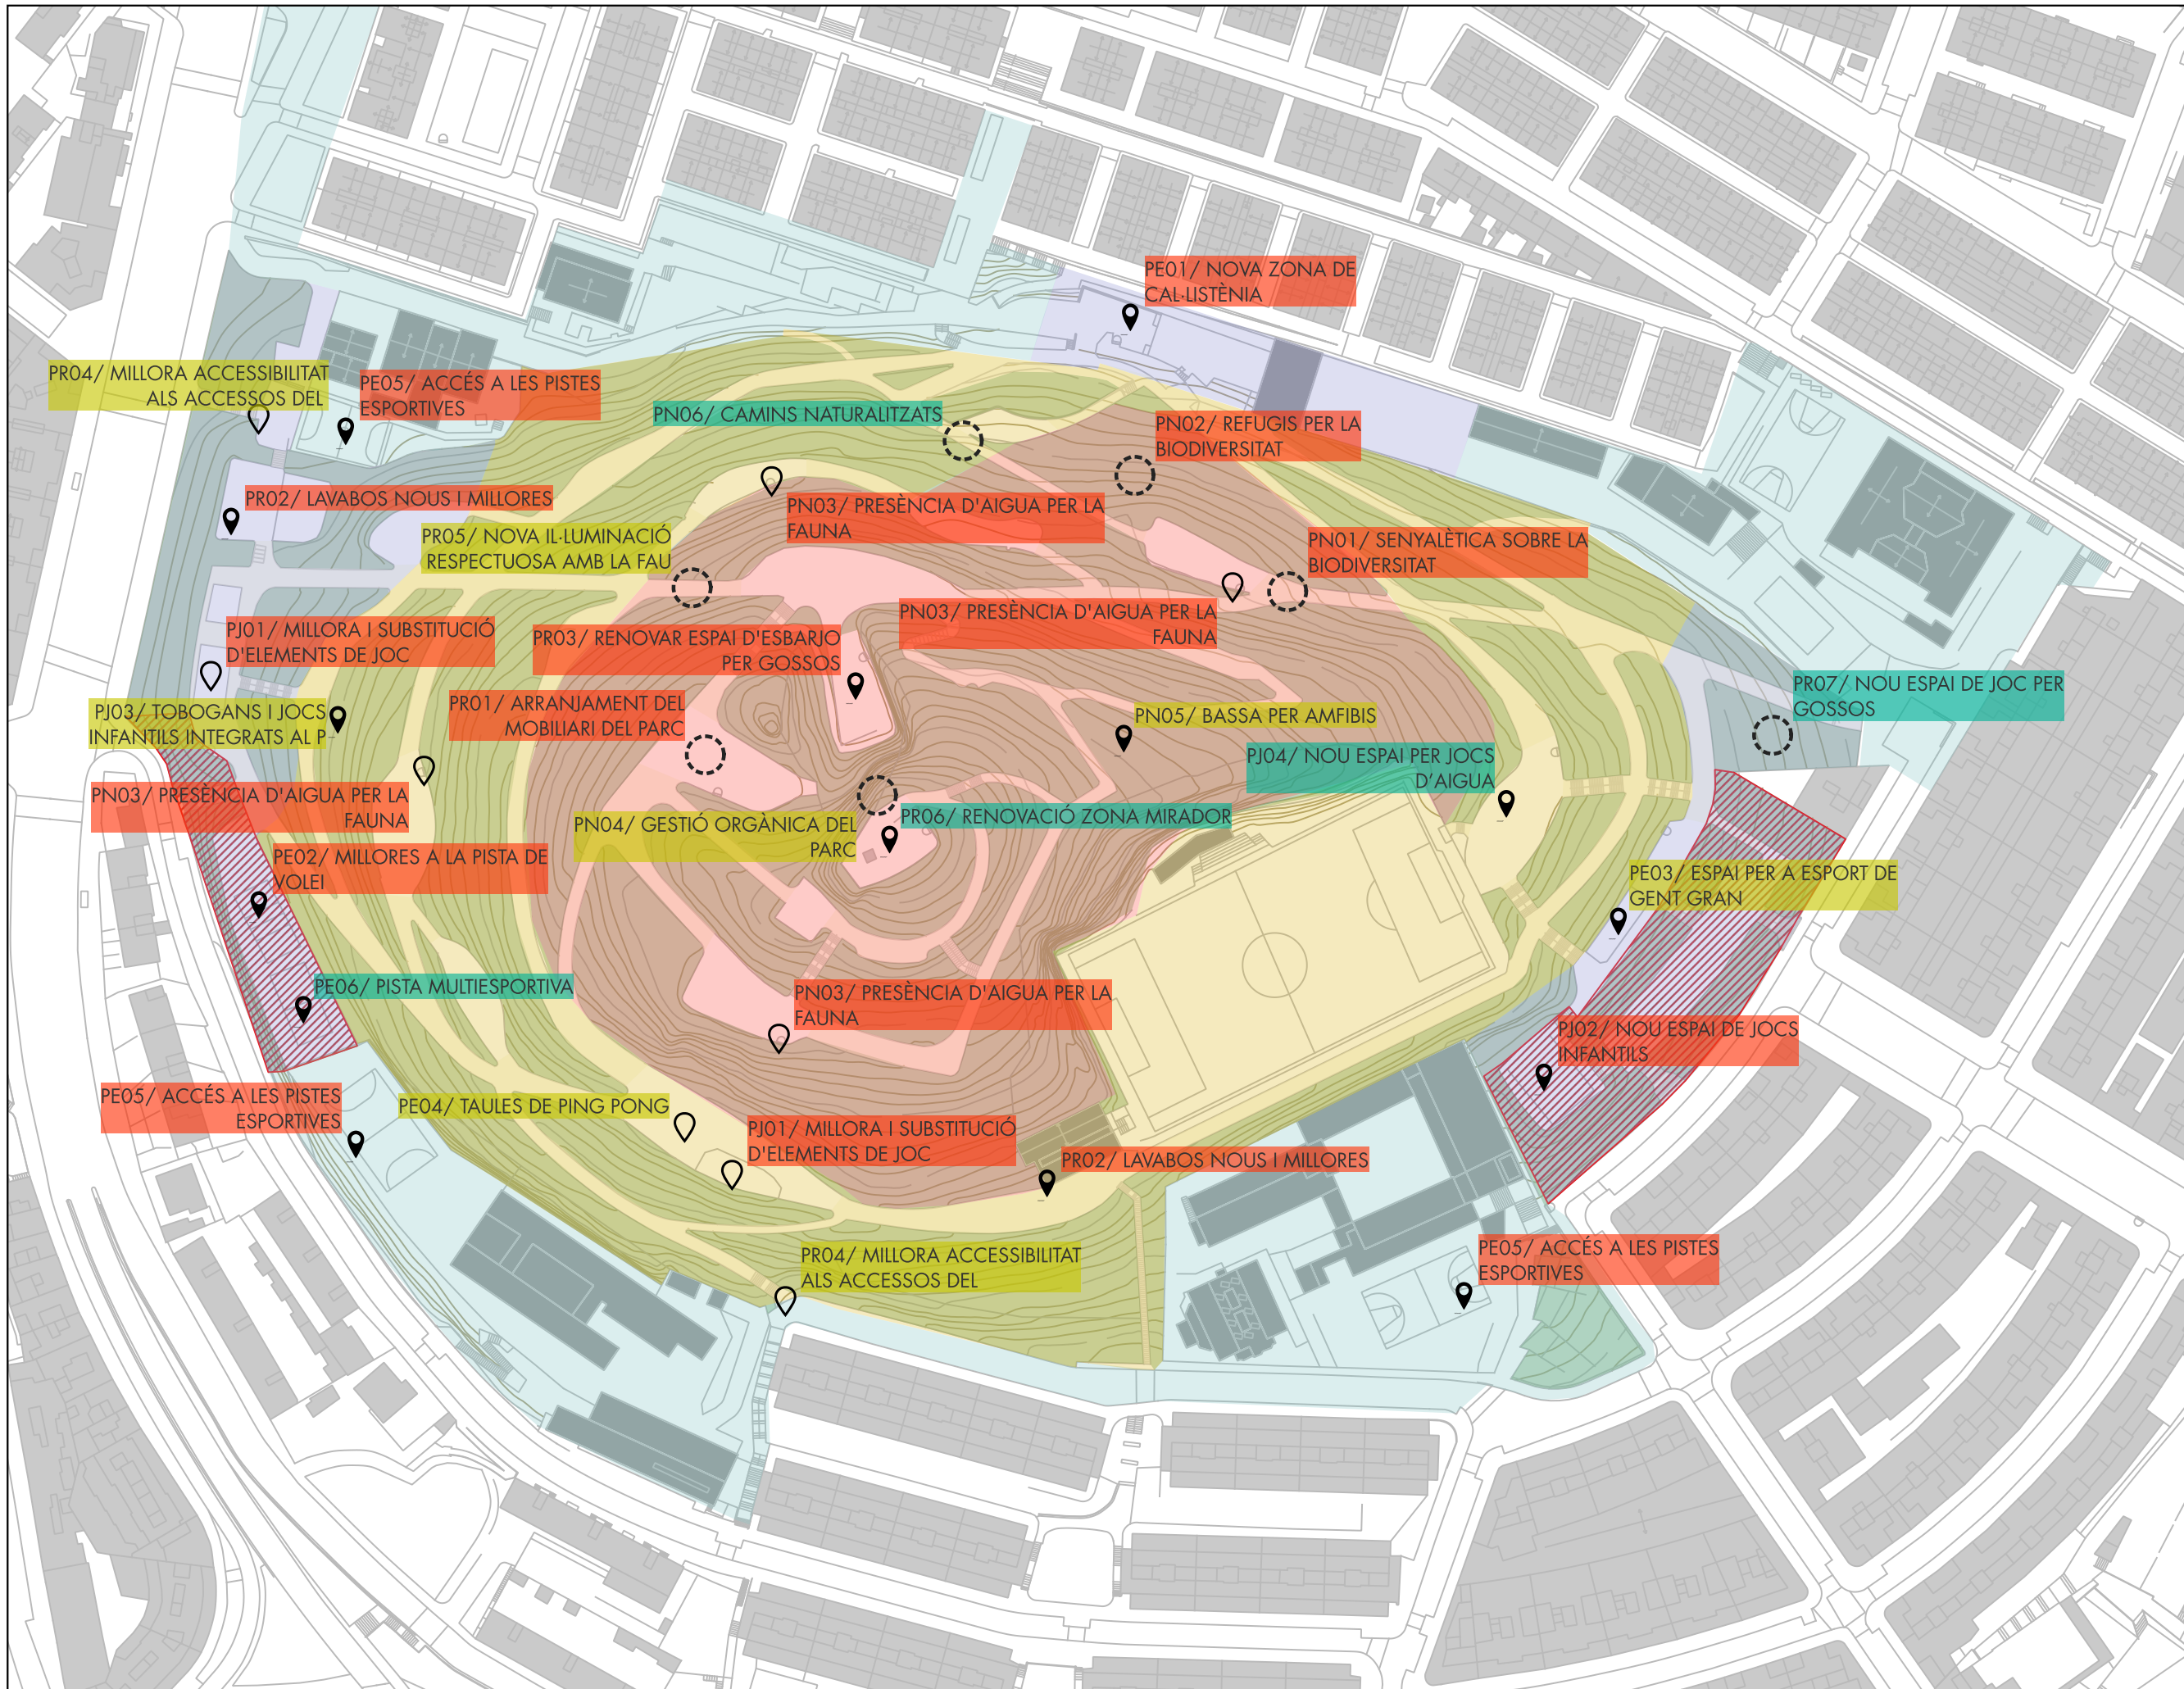 PE01/ NOVA ZONA DE
CAL·LISTÈNIA
PR04/ MILLORA ACCESSIBILITAT
ALS ACCESSOS DEL
PE05/ ACCÉS A LES PISTES
ESPORTIVES
PN06/ CAMINS NATURALITZATS
PN02/ REFUGIS PER LA
BIODIVERSITAT
PR02/ LAVABOS NOUS I MILLORES
PN03/ PRESÈNCIA D'AIGUA PER LA
FAUNA
PR05/ NOVA IL·LUMINACIÓ
RESPECTUOSA AMB LA FAU
PN01/ SENYALÈTICA SOBRE LA
BIODIVERSITAT
PN03/ PRESÈNCIA D'AIGUA PER LA
FAUNA
PJ01/ MILLORA I SUBSTITUCIÓ
D'ELEMENTS DE JOC
PR03/ RENOVAR ESPAI D'ESBARJO
PER GOSSOS
PR07/ NOU ESPAI DE JOC PER
GOSSOS
PJ03/ TOBOGANS I JOCS
INFANTILS INTEGRATS AL P
PR01/ ARRANJAMENT DEL
MOBILIARI DEL PARC
PN05/ BASSA PER AMFIBIS
PJ04/ NOU ESPAI PER JOCS
D'AIGUA
PN03/ PRESÈNCIA D'AIGUA PER LA
FAUNA
PN04/ GESTIÓ ORGÀNICA DEL
PARC
PR06/ RENOVACIÓ ZONA MIRADOR
PE02/ MILLORES A LA PISTA DE
VOLEI
PE03/ ESPAI PER A ESPORT DE
GENT GRAN
PE06/ PISTA MULTIESPORTIVA
PN03/ PRESÈNCIA D'AIGUA PER LA
FAUNA
PJ02/ NOU ESPAI DE JOCS
INFANTILS
PE05/ ACCÉS A LES PISTES
ESPORTIVES
PE04/ TAULES DE PING PONG
PJ01/ MILLORA I SUBSTITUCIÓ
D'ELEMENTS DE JOC
PR02/ LAVABOS NOUS I MILLORES
PR04/ MILLORA ACCESSIBILITAT
ALS ACCESSOS DEL
PE05/ ACCÉS A LES PISTES
ESPORTIVES